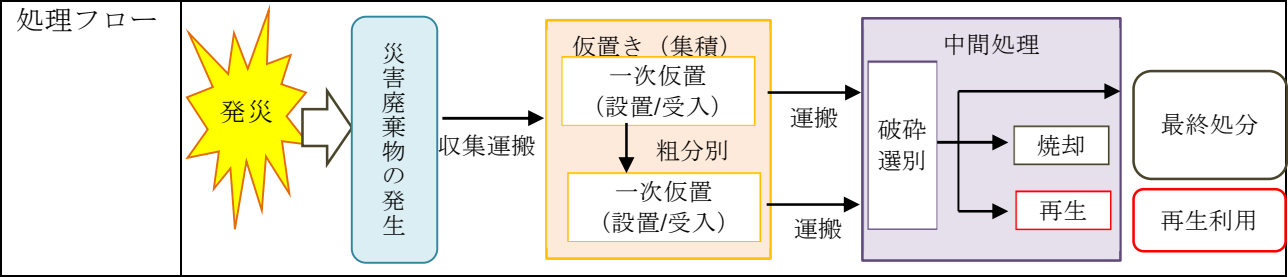 処理フロー
発災
災害廃棄物の発生
収集運搬
仮置き（集積）
一次仮置
（設置/受入）
粗分別
一次仮置
（設置/受入）
運搬
運搬
中間処理
破砕
選別
焼却
再生
最終処分
再生利用